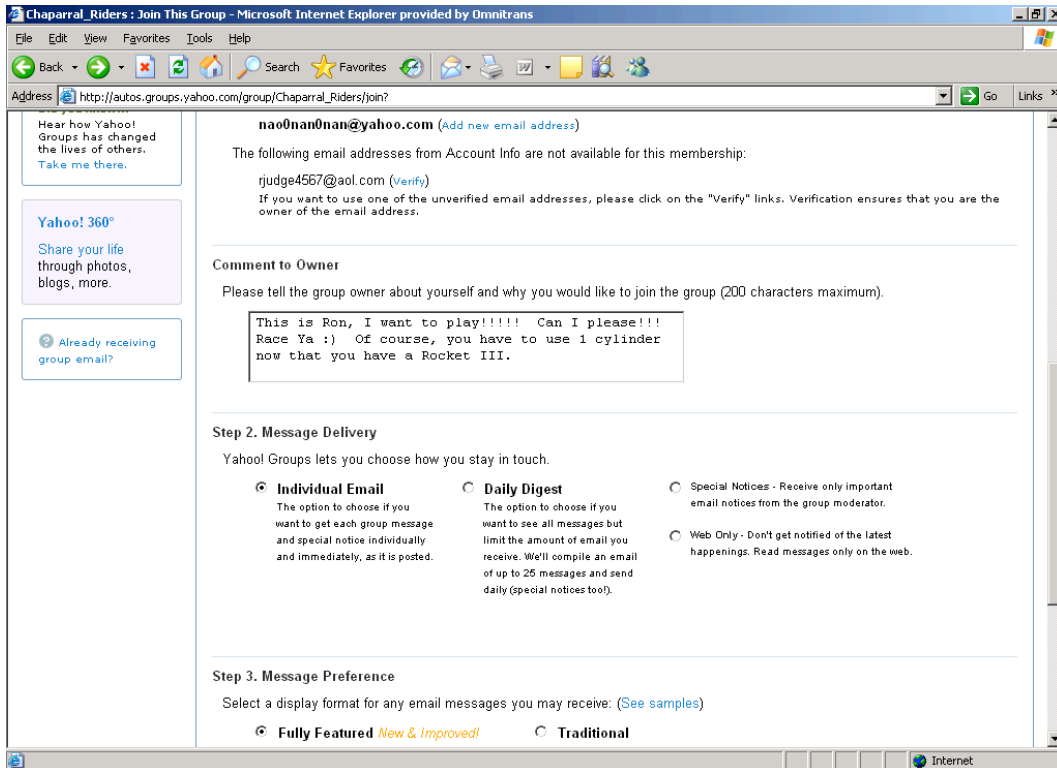 Chaparral_Riders : Join This Group - Microsoft Internet Explorer provided by Omnitrans
File Edit View Favorites Tools Help
Back Search Favorites
Address http://autos.groups.yahoo.com/group/Chaparral_Riders/join? Go Links »
Hear how Yahoo!
Groups has changed
the lives of others.
Take me there.
Yahoo! 360°
Share your life
through photos,
blogs, more.
Already receiving
group email?
nao0nan0nan@yahoo.com (Add new email address)
The following email addresses from Account Info are not available for this membership:
rjudge4567@aol.com (Verify)
If you want to use one of the unverified email addresses, please click on the "Verify" links. Verification ensures that you are the
owner of the email address.
Comment to Owner
Please tell the group owner about yourself and why you would like to join the group (200 characters maximum).
This is Ron, I want to play!!!!! Can I please!!!
Race Ya :) Of course, you have to use 1 cylinder
now that you have a Rocket III.
Step 2. Message Delivery
Yahoo! Groups lets you choose how you stay in touch.
Individual Email
The option to choose if you
want to get each group message
and special notice individually
and immediately, as it is posted.
Daily Digest
The option to choose if you
want to see all messages but
limit the amount of email you
receive. We'll compile an email
of up to 25 messages and send
daily (special notices too!).
Special Notices - Receive only important
email notices from the group moderator.
Web Only - Don't get notified of the latest
happenings. Read messages only on the web.
Step 3. Message Preference
Select a display format for any email messages you may receive: (See samples)
Fully Featured New & Improved! Traditional
Internet